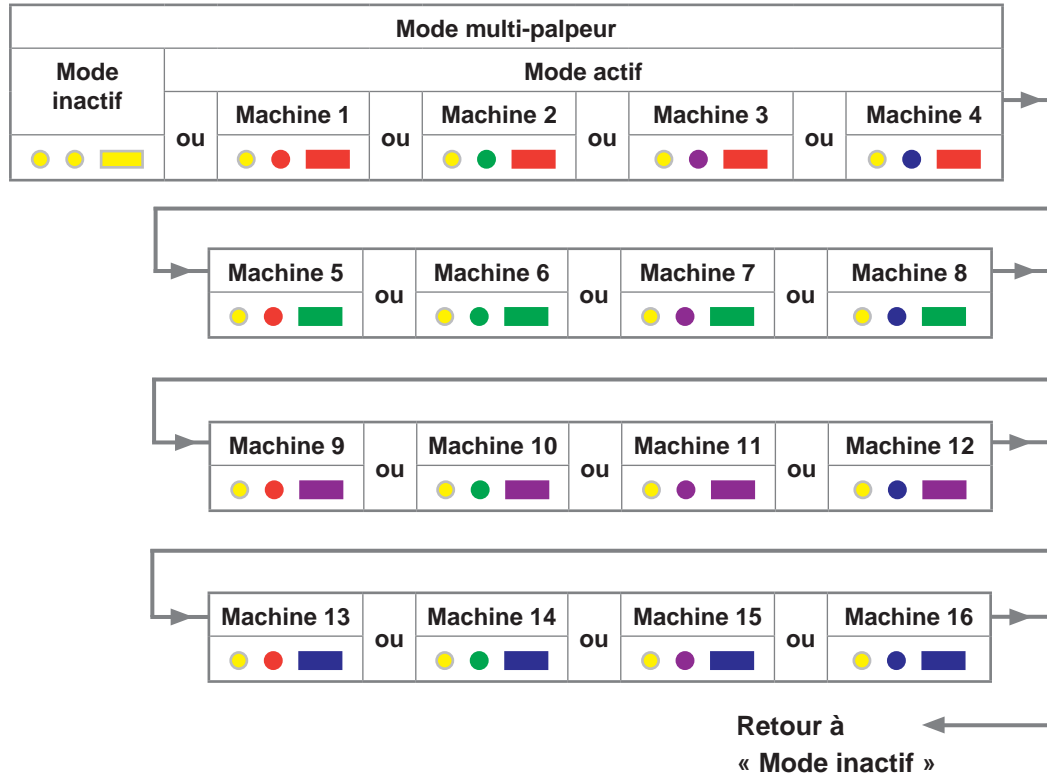 Mode multi-palpeur
Mode
inactif
Mode actif
ou
Machine 1
ou
Machine 2
ou
Machine 3
ou
Machine 4
Machine 5
ou
Machine 6
ou
Machine 7
ou
Machine 8
Machine 9
ou
Machine 10
ou
Machine 11
ou
Machine 12
Machine 13
ou
Machine 14
ou
Machine 15
ou
Machine 16
Retour à
« Mode inactif »